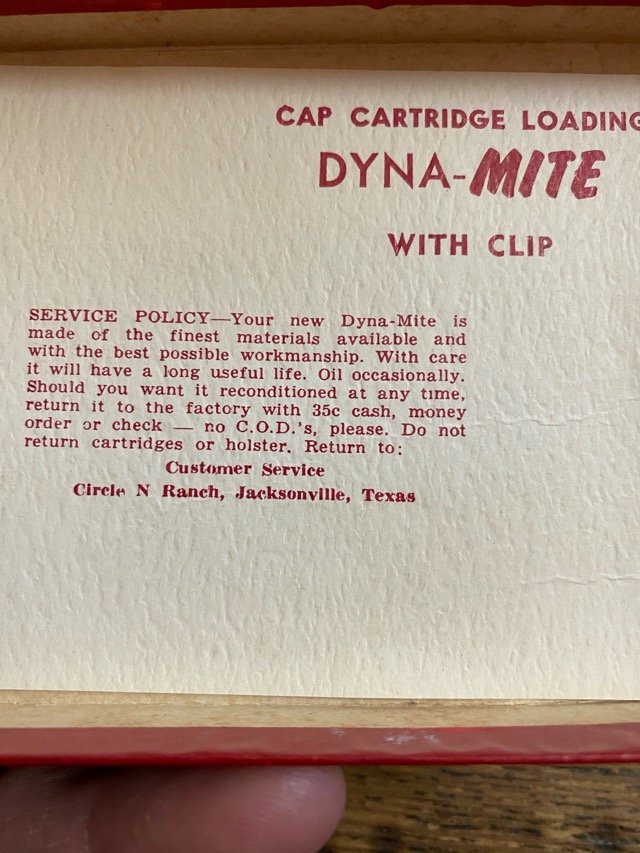 CAP CARTRIDGE LOADING
DYNA-MITE
WITH CLIP
SERVICE POLICY—Your new Dyna-Mite is
made of the finest materials available and
with the best possible workmanship. With care
it will have a long useful life. Oil occasionally.
Should you want it reconditioned at any time,
return it to the factory with 35c cash, money
order or check — no C.O.D.'s, please. Do not
return cartridges or holster. Return to:
Customer Service
Circle N Ranch, Jacksonville, Texas